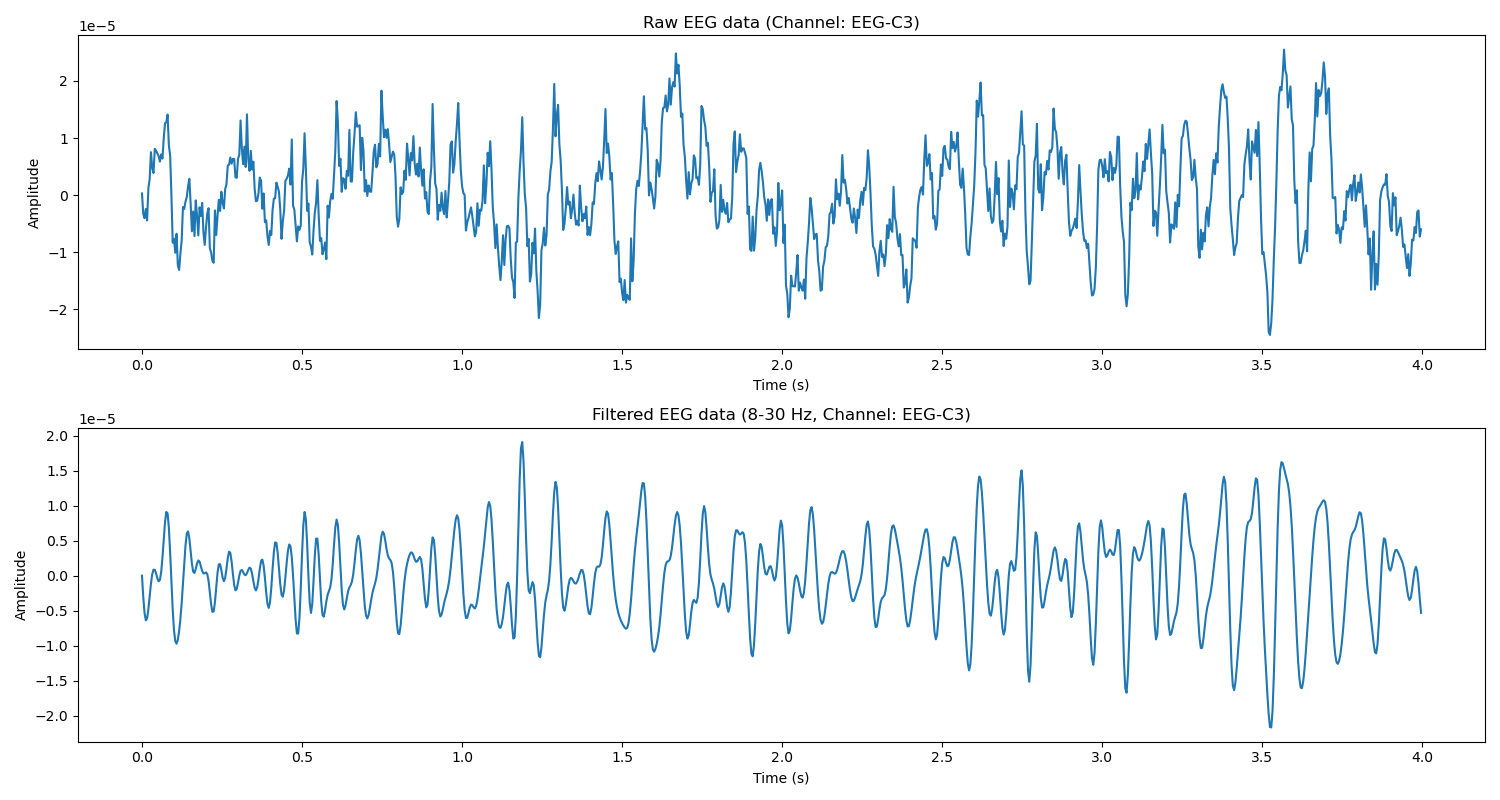 Raw EEG data (Channel: EEG-C3)
1e−5
2
1
0
−1
−2
Amplitude
0.0 0.5 1.0 1.5 2.0 2.5 3.0 3.5 4.0
Time (s)
Filtered EEG data (8-30 Hz, Channel: EEG-C3)
1e−5
2.0
1.5
1.0
0.5
0.0
−0.5
−1.0
−1.5
−2.0
Amplitude
0.0 0.5 1.0 1.5 2.0 2.5 3.0 3.5 4.0
Time (s)